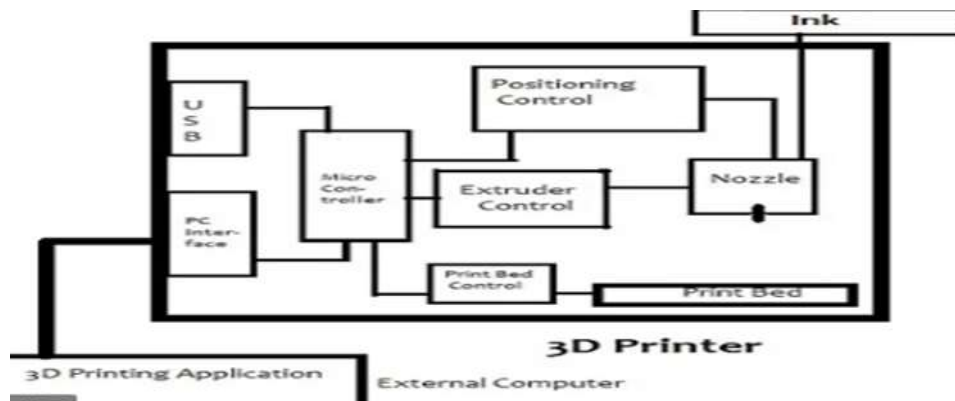 Ink
Positioning
Control
U
S
B
Micro
Con-
troller
Extruder
Control
Nozzle
PC
Inter-
face
Print Bed
Control
Print Bed
3D Printer
3D Printing Application
External Computer